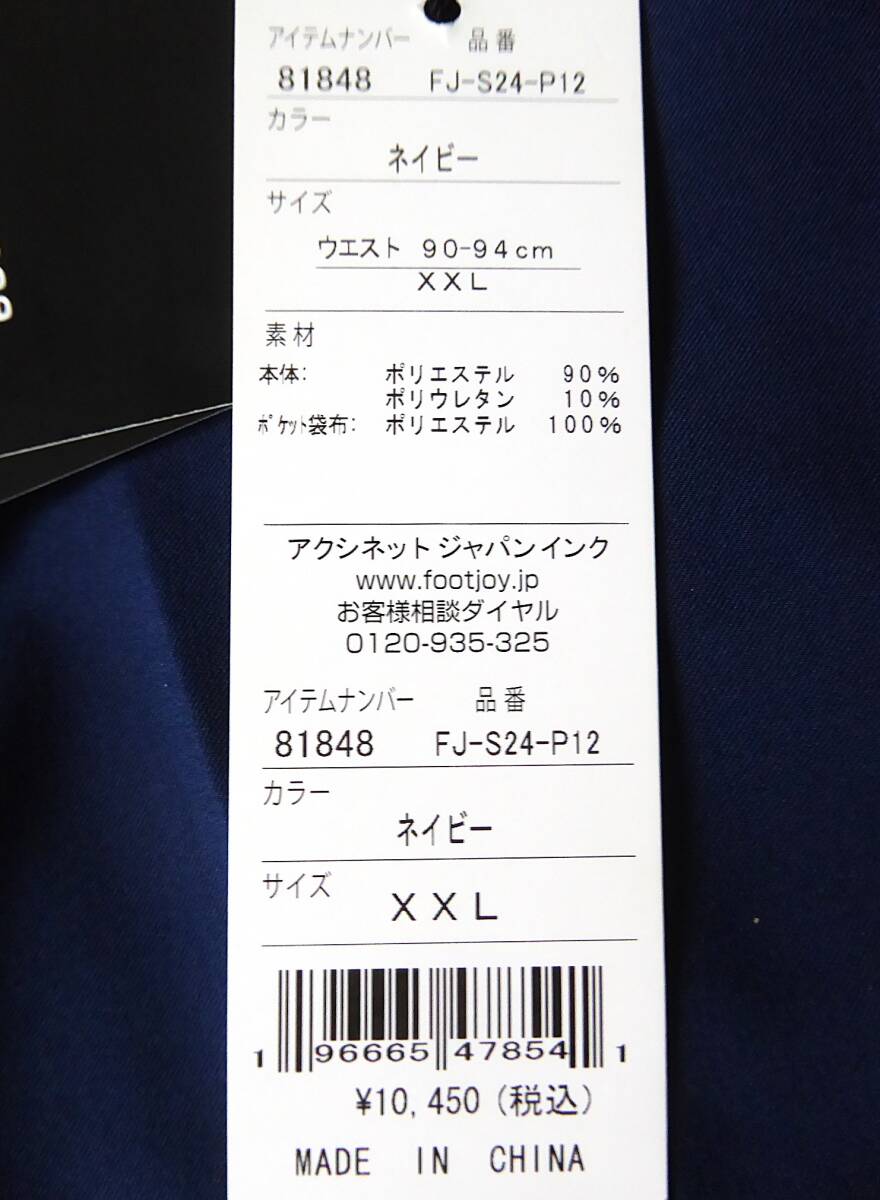 アイテムナンバー 品番
81848 FJ-S24-P12
カラー
ネイビー
サイズ
ウエスト 90-94cm
XXL
素材
本体: ポリエステル 90%
ポリウレタン 10%
ポケット袋布: ポリエステル 100%
アクシネット ジャパン インク
www.footjoy.jp
お客様相談ダイヤル
0120-935-325
アイテムナンバー 品番
81848 FJ-S24-P12
カラー
ネイビー
サイズ
XXL
1 96665 47854 1
¥10,450 (税込)
MADE IN CHINA